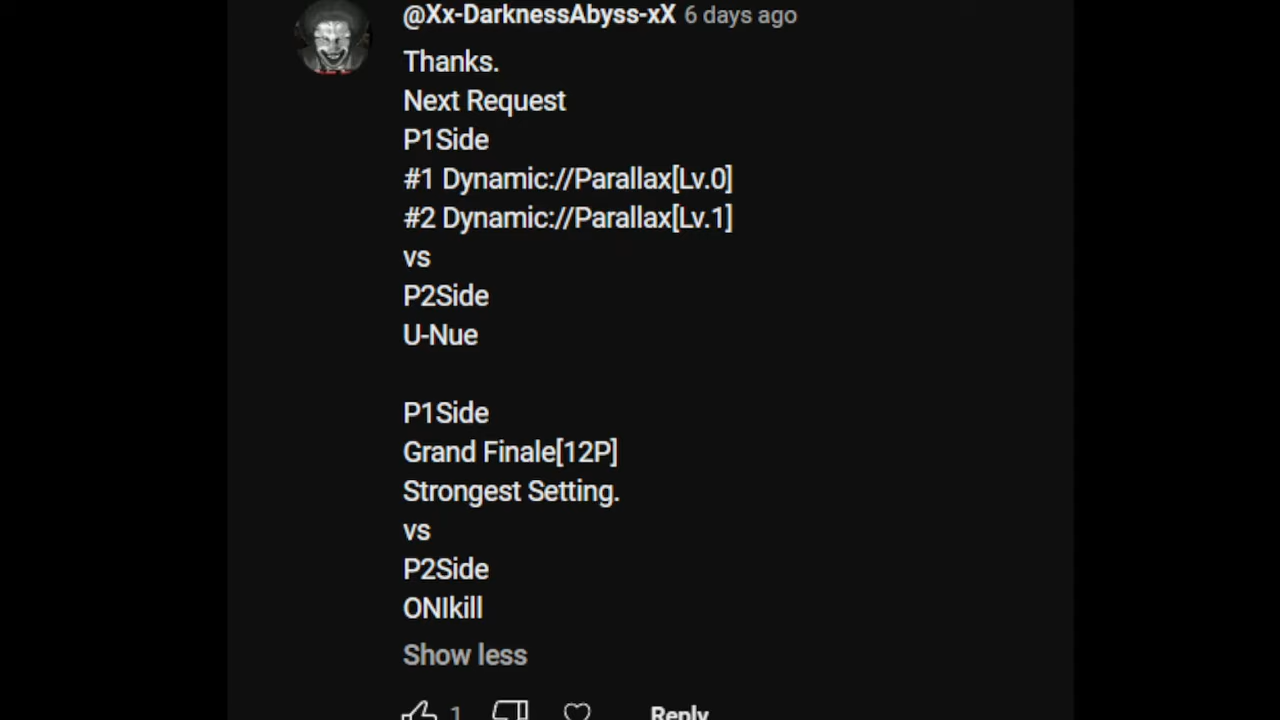 @Xx-DarknessAbyss-xX 6 days ago
Thanks.
Next Request
P1Side
#1 Dynamic://Parallax[Lv.0]
#2 Dynamic://Parallax[Lv.1]
vs
P2Side
U-Nue
P1Side
Grand Finale[12P]
Strongest Setting.
vs
P2Side
ONIkill
Show less
1 Reply